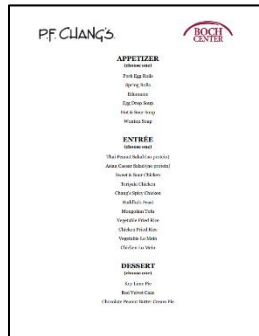 P.F. CHANG'S
BOCH
CENTER
APPETIZER
(choose one)
Pork Egg Rolls
Spring Rolls
Edamame
Egg Drop Soup
Hot & Sour Soup
Wonton Soup
ENTRÉE
(choose one)
Thai Peanut Salad (no protein)
Asian Caesar Salad (no protein)
Sweet & Sour Chicken
Teriyaki Chicken
Chang's Spicy Chicken
Buddha's Feast
Mongolian Tofu
Vegetable Fried Rice
Chicken Fried Rice
Vegetable Lo Mein
Chicken Lo Mein
DESSERT
(choose one)
Key Lime Pie
Red Velvet Cake
Chocolate Peanut Butter Cream Pie